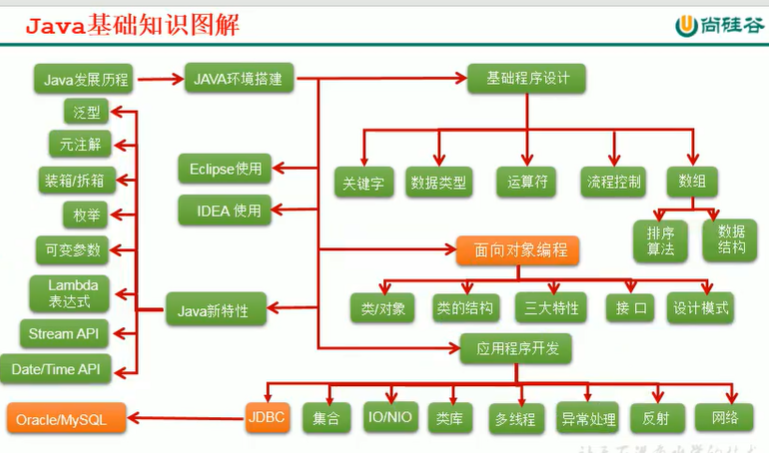 Java基础知识图解
尚硅谷
Java发展历程
JAVA环境搭建
基础程序设计
泛型
元注解
装箱/拆箱
枚举
可变参数
Lambda
表达式
Stream API
Date/Time API
Eclipse使用
IDEA 使用
Java新特性
关键字
数据类型
运算符
流程控制
数组
排序
算法
数据
结构
面向对象编程
类/对象
类的结构
三大特性
接 口
设计模式
应用程序开发
Oracle/MySQL
JDBC
集合
IO/NIO
类库
多线程
异常处理
反射
网络